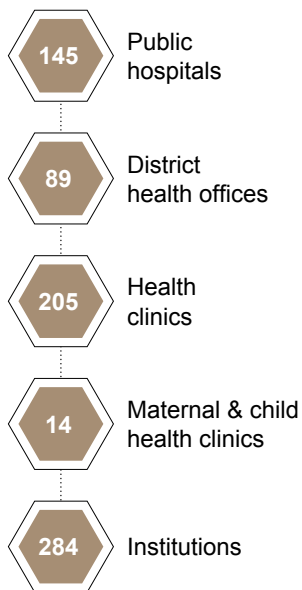 145
Public
hospitals
89
District
health offices
205
Health
clinics
14
Maternal & child
health clinics
284
Institutions